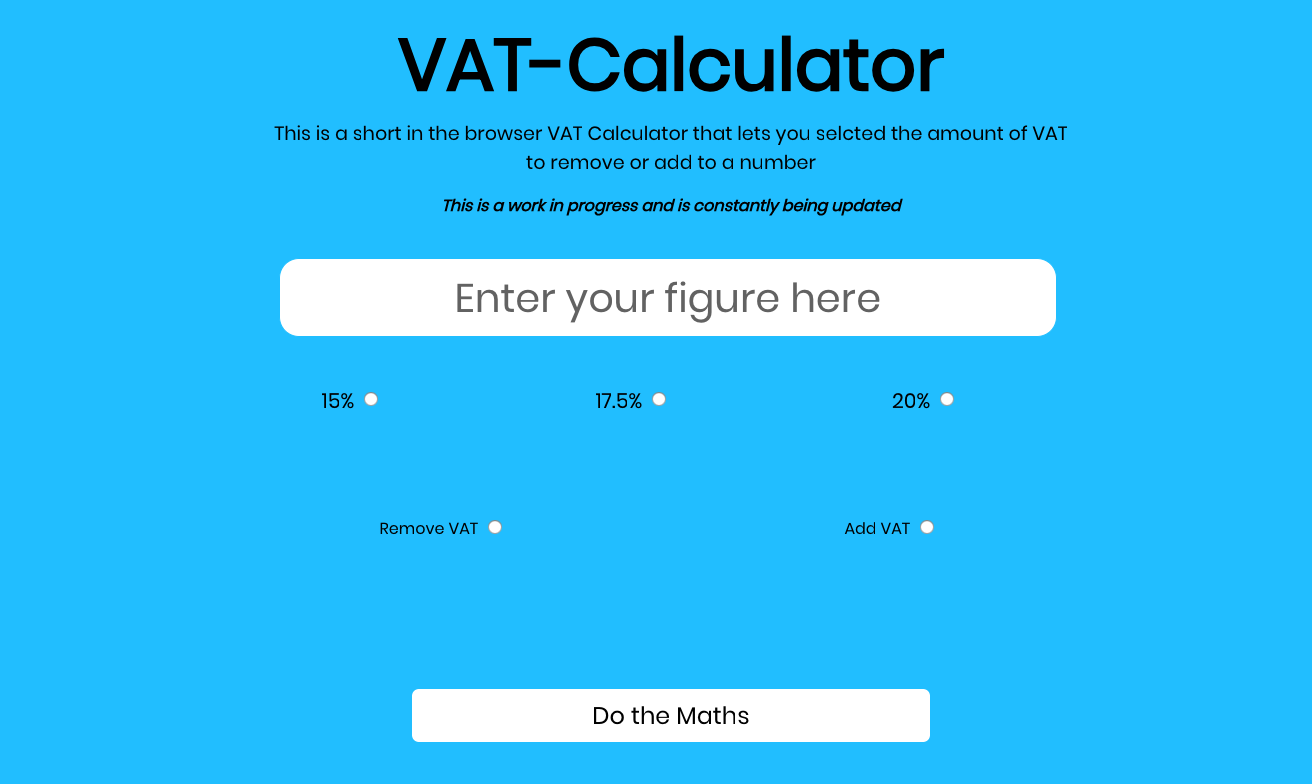 VAT-Calculator
This is a short in the browser VAT Calculator that lets you selcted the amount of VAT
to remove or add to a number
This is a work in progress and is constantly being updated
Enter your figure here
15% 17.5% 20%
Remove VAT Add VAT
Do the Maths